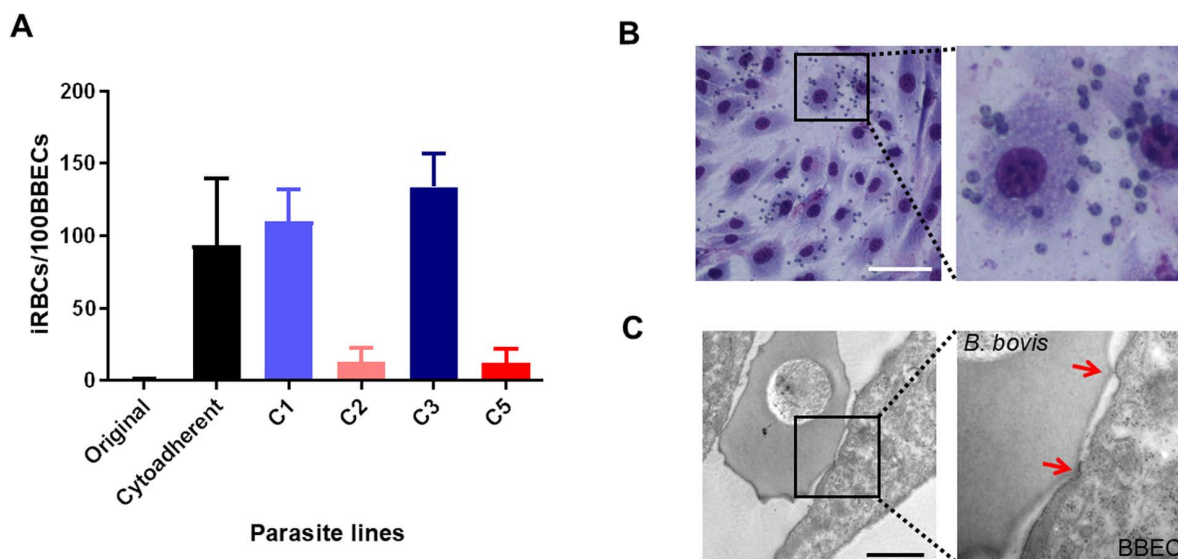 A
200
150
100
50
0
iRBCs/100BBECs
Original
Cytoadherent
C1
C2
C3
C5
Parasite lines
B
C
B. bovis
BBEC